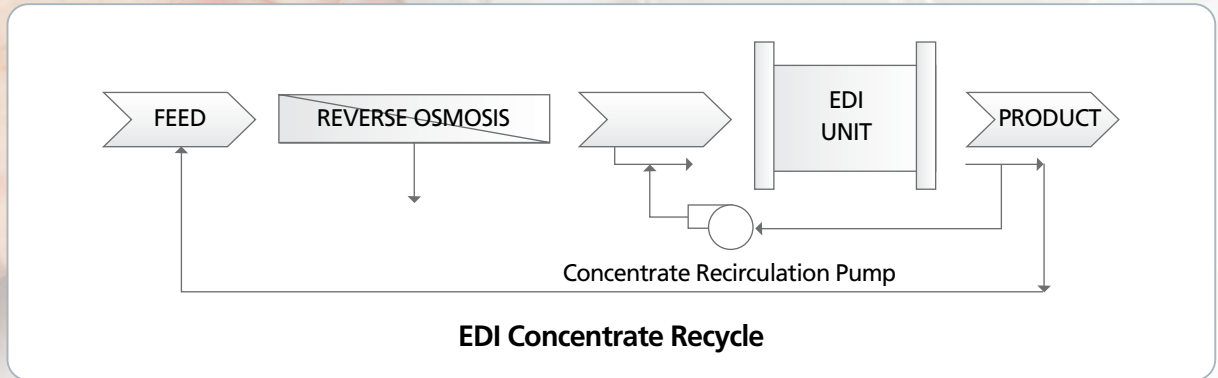 FEED
REVERSE OSMOSIS
EDI
UNIT
PRODUCT
Concentrate Recirculation Pump
EDI Concentrate Recycle